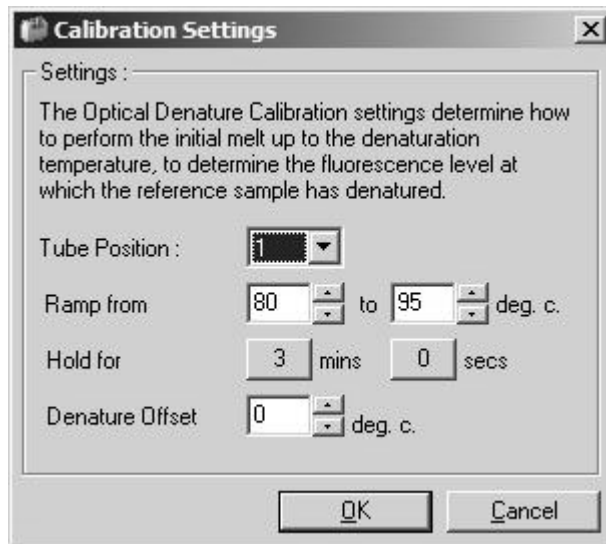 Calibration Settings
Settings :
The Optical Denature Calibration settings determine how
to perform the initial melt up to the denaturation
temperature, to determine the fluorescence level at
which the reference sample has denatured.
Tube Position : 1
Ramp from 80 to 95 deg. c.
Hold for 3 mins 0 secs
Denature Offset 0 deg. c.
OK Cancel